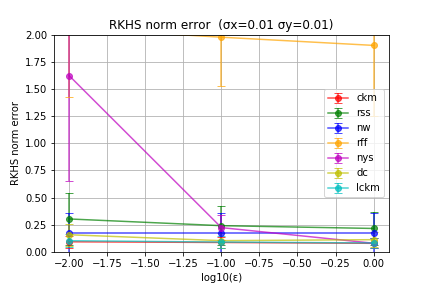 RKHS norm error (σx=0.01 σy=0.01)
RKHS norm error
2.00
1.75
1.50
1.25
1.00
0.75
0.50
0.25
0.00
ckm
rss
nw
rff
nys
dc
lckm
−2.00 −1.75 −1.50 −1.25 −1.00 −0.75 −0.50 −0.25 0.00
log10(ε)